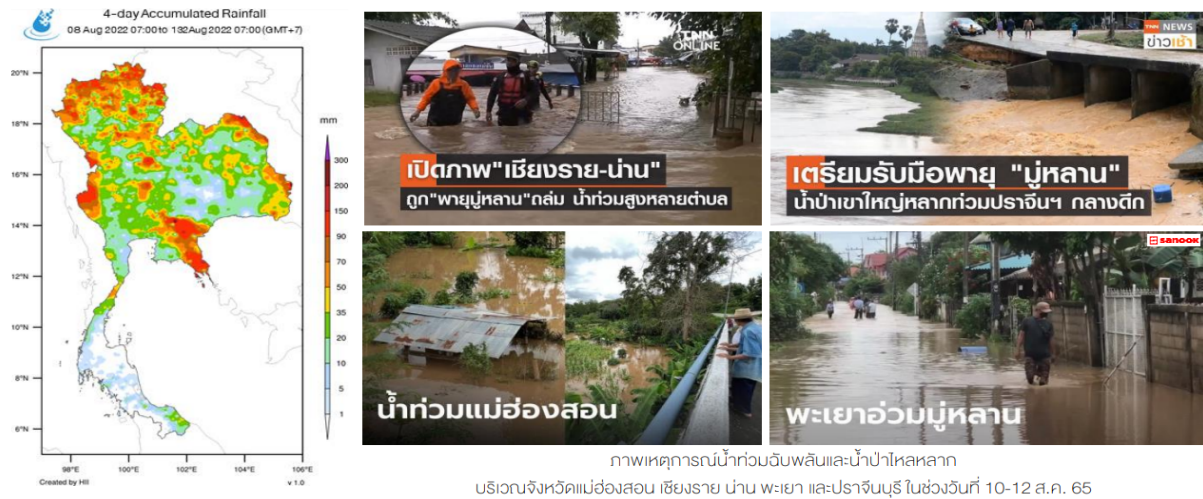 4-day Accumulated Rainfall
08 Aug 2022 07:00to 132Aug 2022 07:00(GMT+7)
20°N
18°N
16°N
14°N
12°N
10°N
8°N
6°N
98°E 100°E 102°E 104°E 106°E
mm
300
200
150
90
70
50
35
20
10
5
1
Created by HII
v 1.0
TNN
ONLINE
เปิดภาพ"เชียงราย-น่าน"
ถูก"พายุมู่หลาน"ถล่ม น้ำท่วมสูงหลายตำบล
TNN NEWS
ข่าวเช้า
เตรียมรับมือพายุ "มู่หลาน"
น้ำป่าเขาใหญ่หลากท่วมปราจีนฯ กลางดึก
น้ำท่วมแม่ฮ่องสอน
sanook
พะเยาอ่วมมู่หลาน
ภาพเหตุการณ์น้ำท่วมฉับพลันและน้ำป่าไหลหลาก
บริเวณจังหวัดแม่ฮ่องสอน เชียงราย น่าน พะเยา และปราจีนบุรี ในช่วงวันที่ 10-12 ส.ค. 65